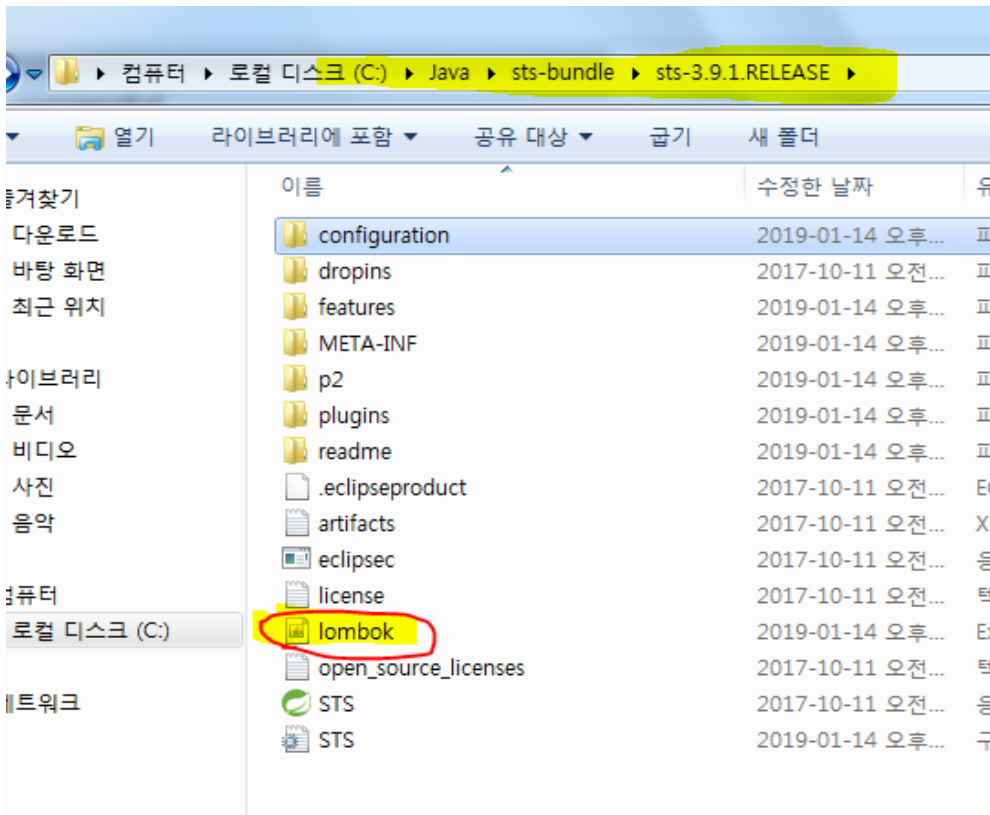 컴퓨터 ▸ 로컬 디스크 (C:) ▸ Java ▸ sts-bundle ▸ sts-3.9.1.RELEASE ▸
열기 라이브러리에 포함 공유 대상 굽기 새 폴더
이름 수정한 날짜
다운로드
바탕 화면
최근 위치
문서
비디오
사진
음악
로컬 디스크 (C:)
configuration 2019-01-14 오후...
dropins 2017-10-11 오전...
features 2019-01-14 오후...
META-INF 2019-01-14 오후...
p2 2019-01-14 오후...
plugins 2019-01-14 오후...
readme 2019-01-14 오후...
.eclipseproduct 2017-10-11 오전...
artifacts 2017-10-11 오전...
eclipsec 2017-10-11 오전...
license 2017-10-11 오전...
lombok 2019-01-14 오후...
open_source_licenses 2017-10-11 오전...
STS 2017-10-11 오전...
STS 2019-01-14 오후...